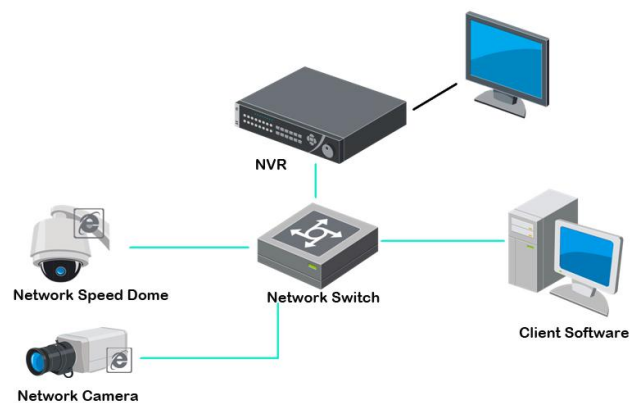 NVR
Network Speed Dome
Network Switch
Client Software
Network Camera